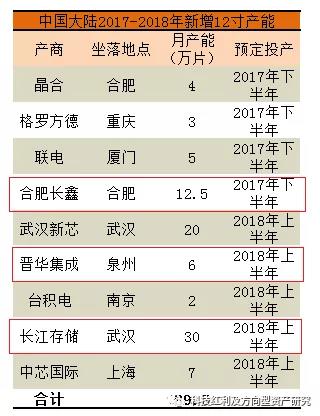 中国大陆2017-2018年新增12寸产能
产商 坐落地点 月产能 预定投产
(万片)
晶合 合肥 4 2017年下
半年
格罗方德 重庆 3 2017年下
半年
联电 厦门 5 2017年下
半年
合肥长鑫 合肥 12.5 2017年下
半年
武汉新芯 武汉 20 2018年上
半年
晋华集成 泉州 6 2018年上
半年
台积电 南京 2 2018年上
半年
长江存储 武汉 30 2018年上
半年
中芯国际 上海 7 2018年上
半年
合计
科技红利及方向型资产研究